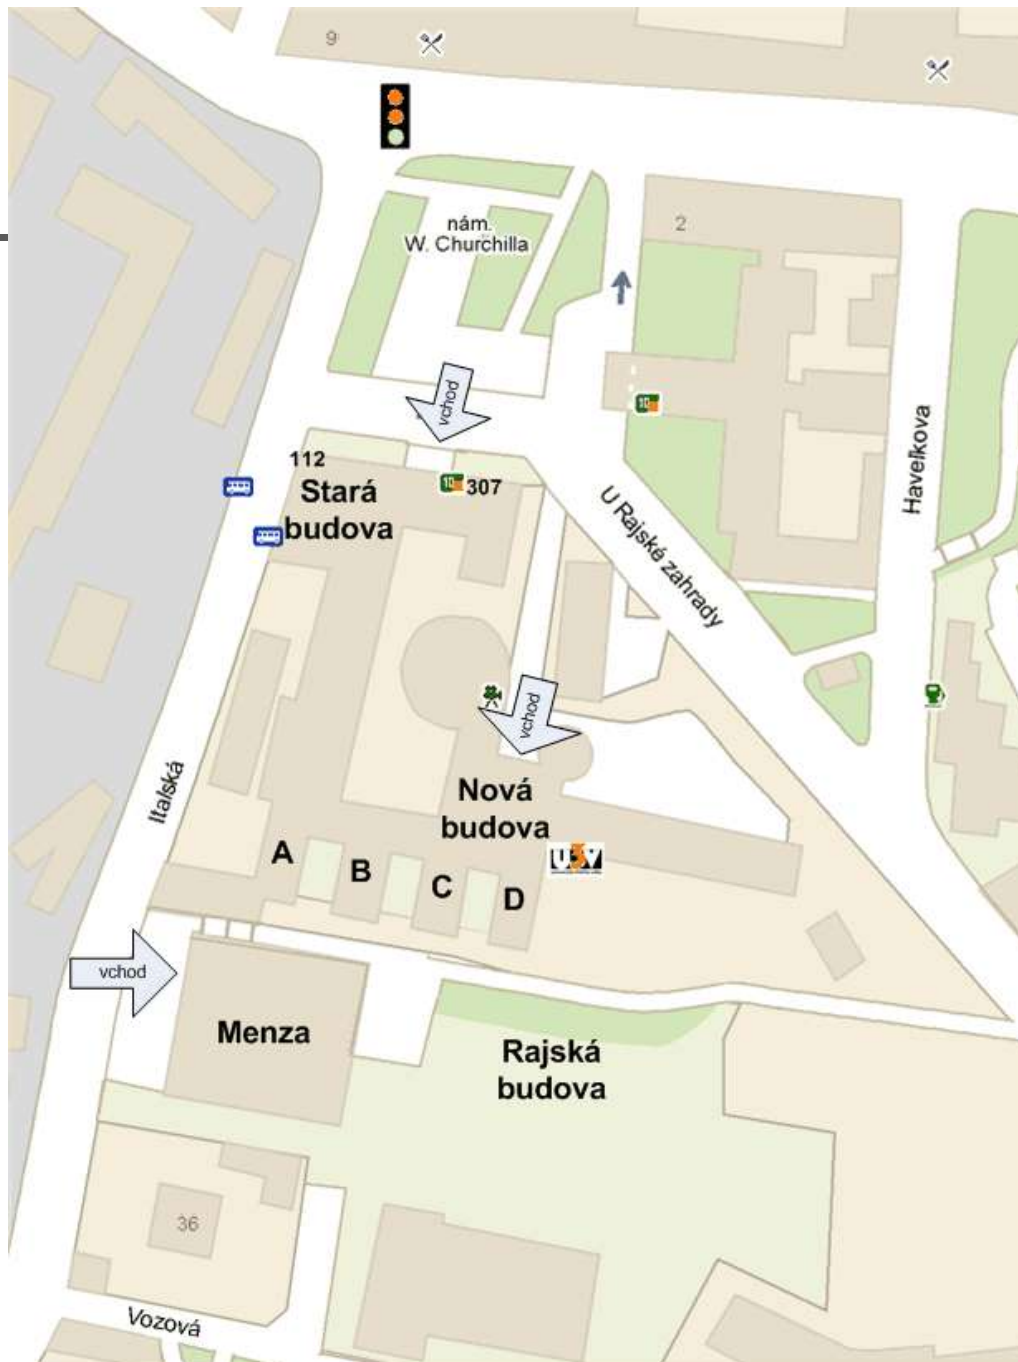 9
nám.
W. Churchilla
2
vchod
112
307
Stará
budova
Havelkova
U Rajské zahrady
vchod
Italská
Nová
budova
A
B
C
D
U3V
vchod
Menza
Rajská
budova
36
Vozová